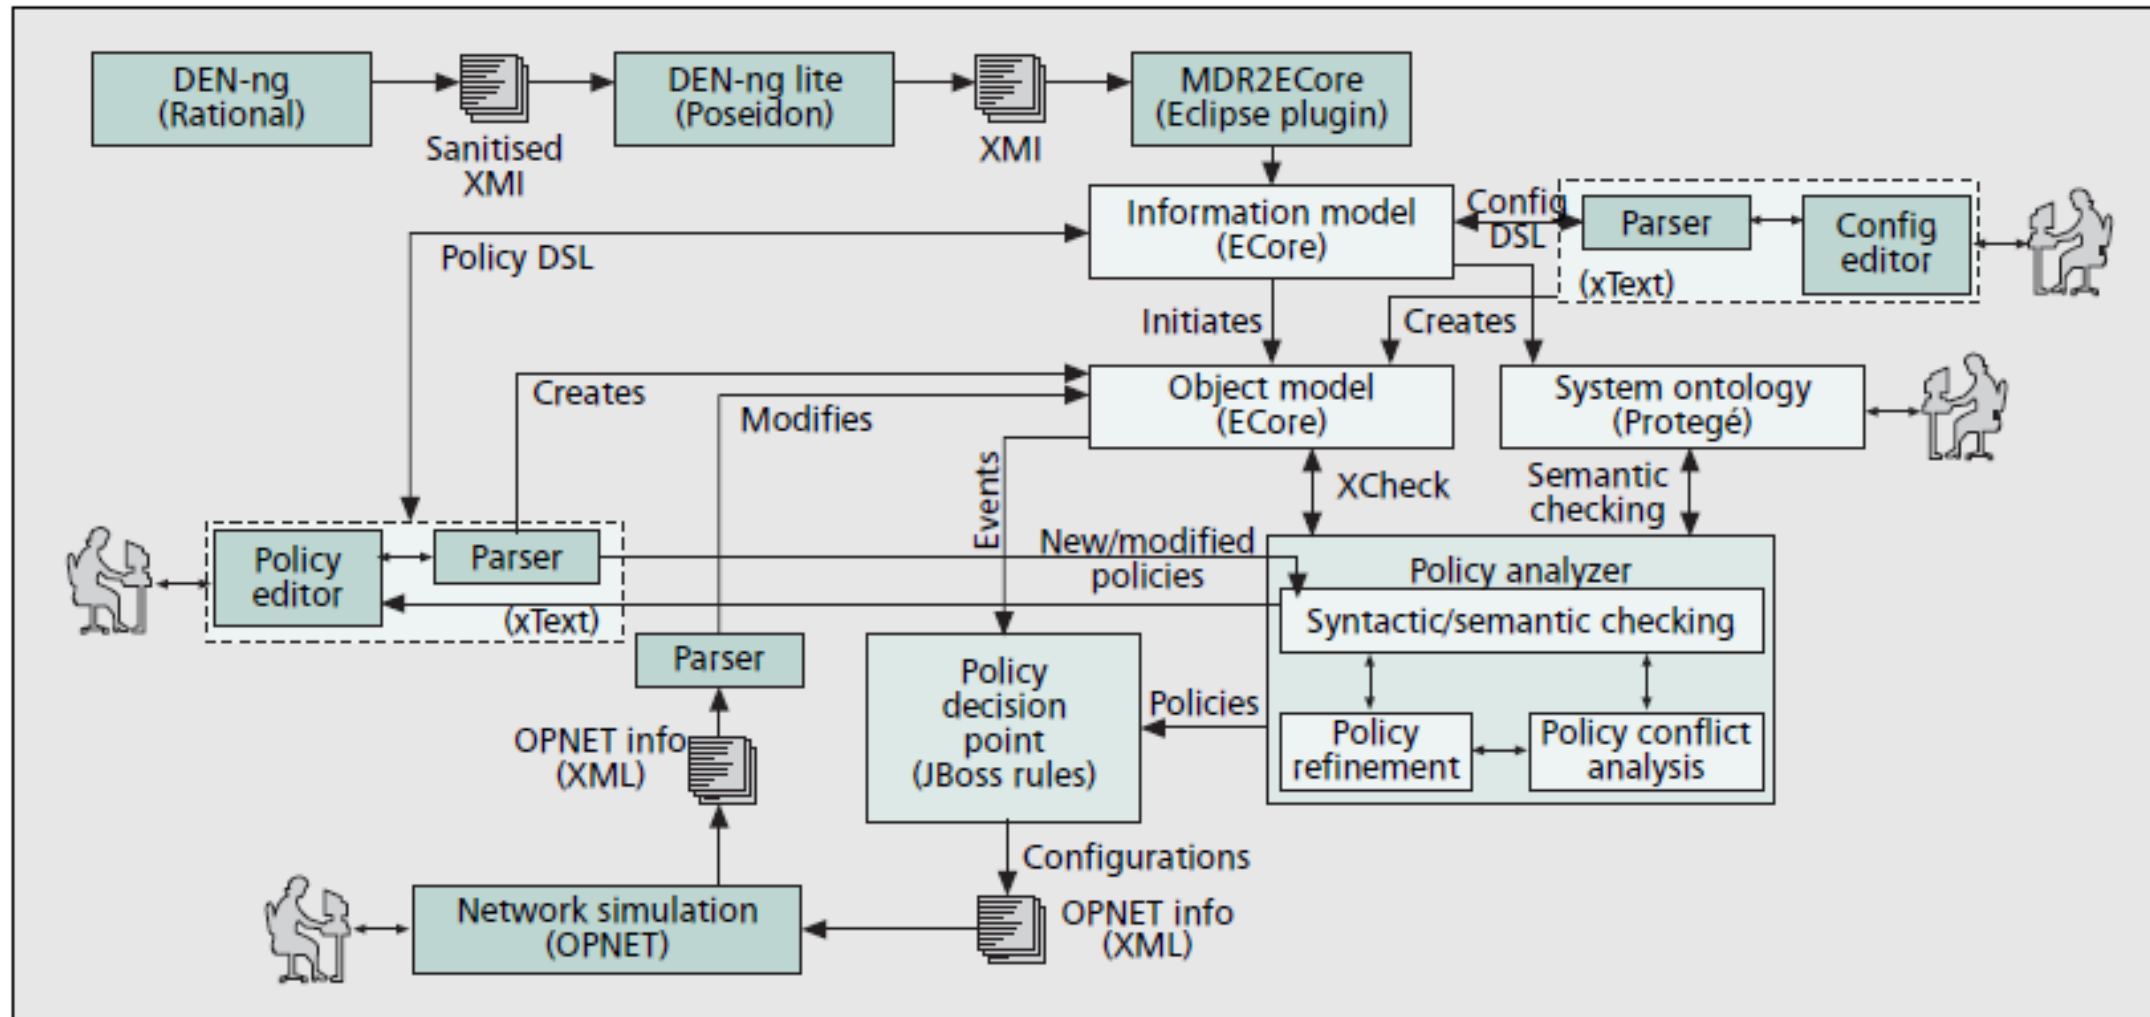 DEN-ng
(Rational)
Sanitised
XMI
DEN-ng lite
(Poseidon)
XMI
MDR2ECore
(Eclipse plugin)
Information model
(ECore)
Config
DSL
Parser
Config
editor
(xText)
Policy DSL
Initiates
Creates
Creates
Modifies
Object model
(ECore)
System ontology
(Protegé)
Events
XCheck
Semantic
checking
Policy
editor
Parser
(xText)
New/modified
policies
Policy analyzer
Syntactic/semantic checking
Policy
refinement
Policy conflict
analysis
Parser
OPNET info
(XML)
Policy
decision
point
(JBoss rules)
Policies
Configurations
OPNET info
(XML)
Network simulation
(OPNET)